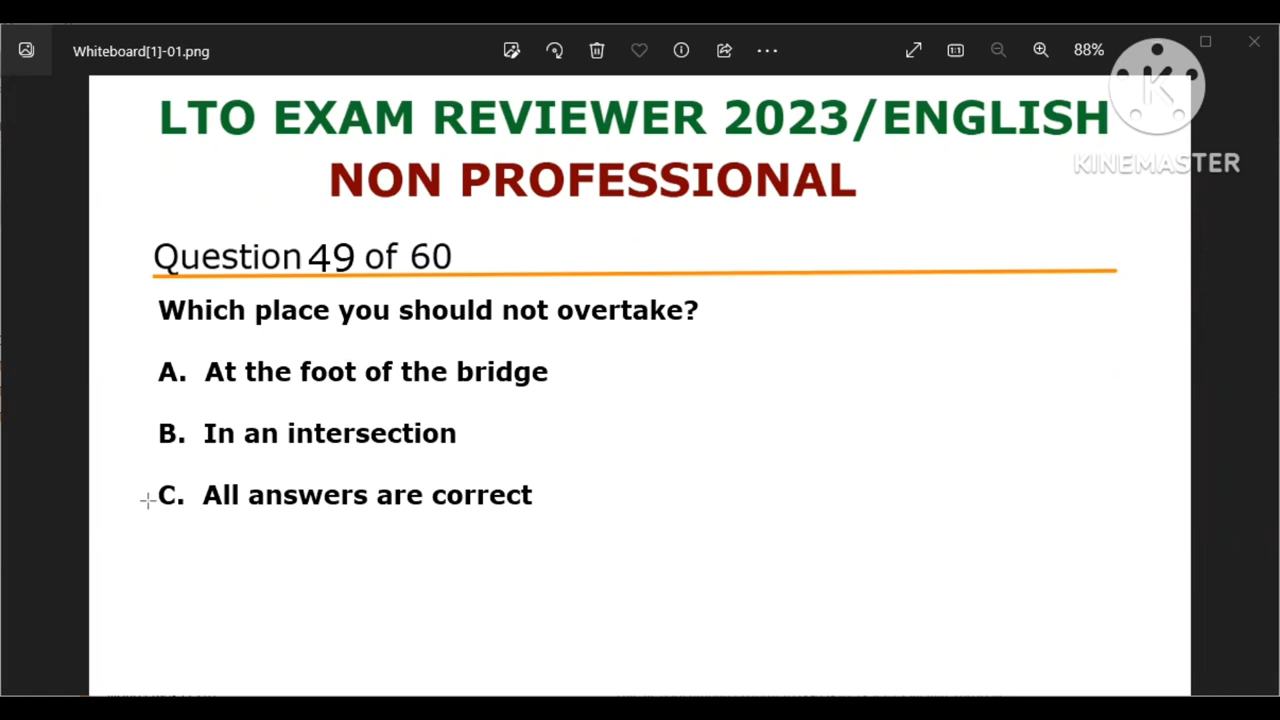 Whiteboard[1]-01.png
88%
LTO EXAM REVIEWER 2023/ENGLISH
K
KINEMASTER
NON PROFESSIONAL
Question 49 of 60
Which place you should not overtake?
A. At the foot of the bridge
B. In an intersection
C. All answers are correct